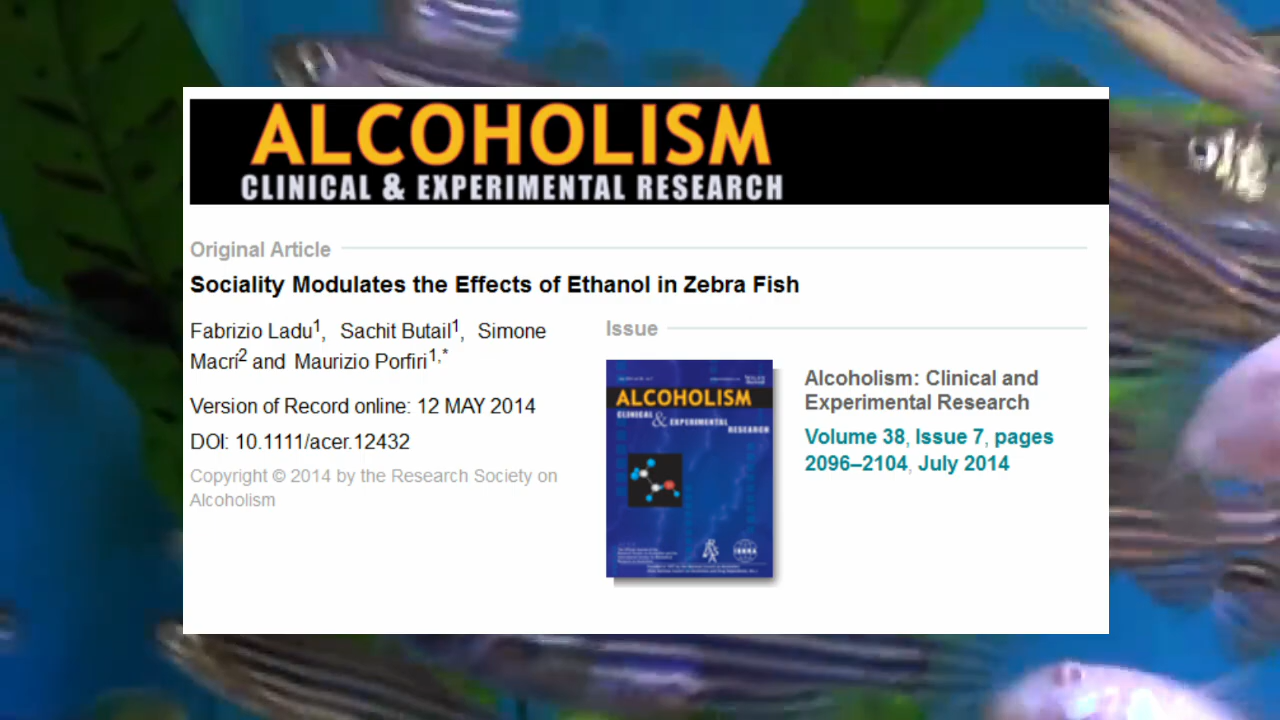 ALCOHOLISM
CLINICAL & EXPERIMENTAL RESEARCH
Original Article
Sociality Modulates the Effects of Ethanol in Zebra Fish
Fabrizio Ladu1, Sachit Butail1, Simone
Macrì2 and Maurizio Porfiri1,*
Version of Record online: 12 MAY 2014
DOI: 10.1111/acer.12432
Copyright © 2014 by the Research Society on
Alcoholism
Issue
ALCOHOLISM
CLINICAL
& EXPERIMENTAL
RESEARCH
Alcoholism: Clinical and
Experimental Research
Volume 38, Issue 7, pages
2096–2104, July 2014